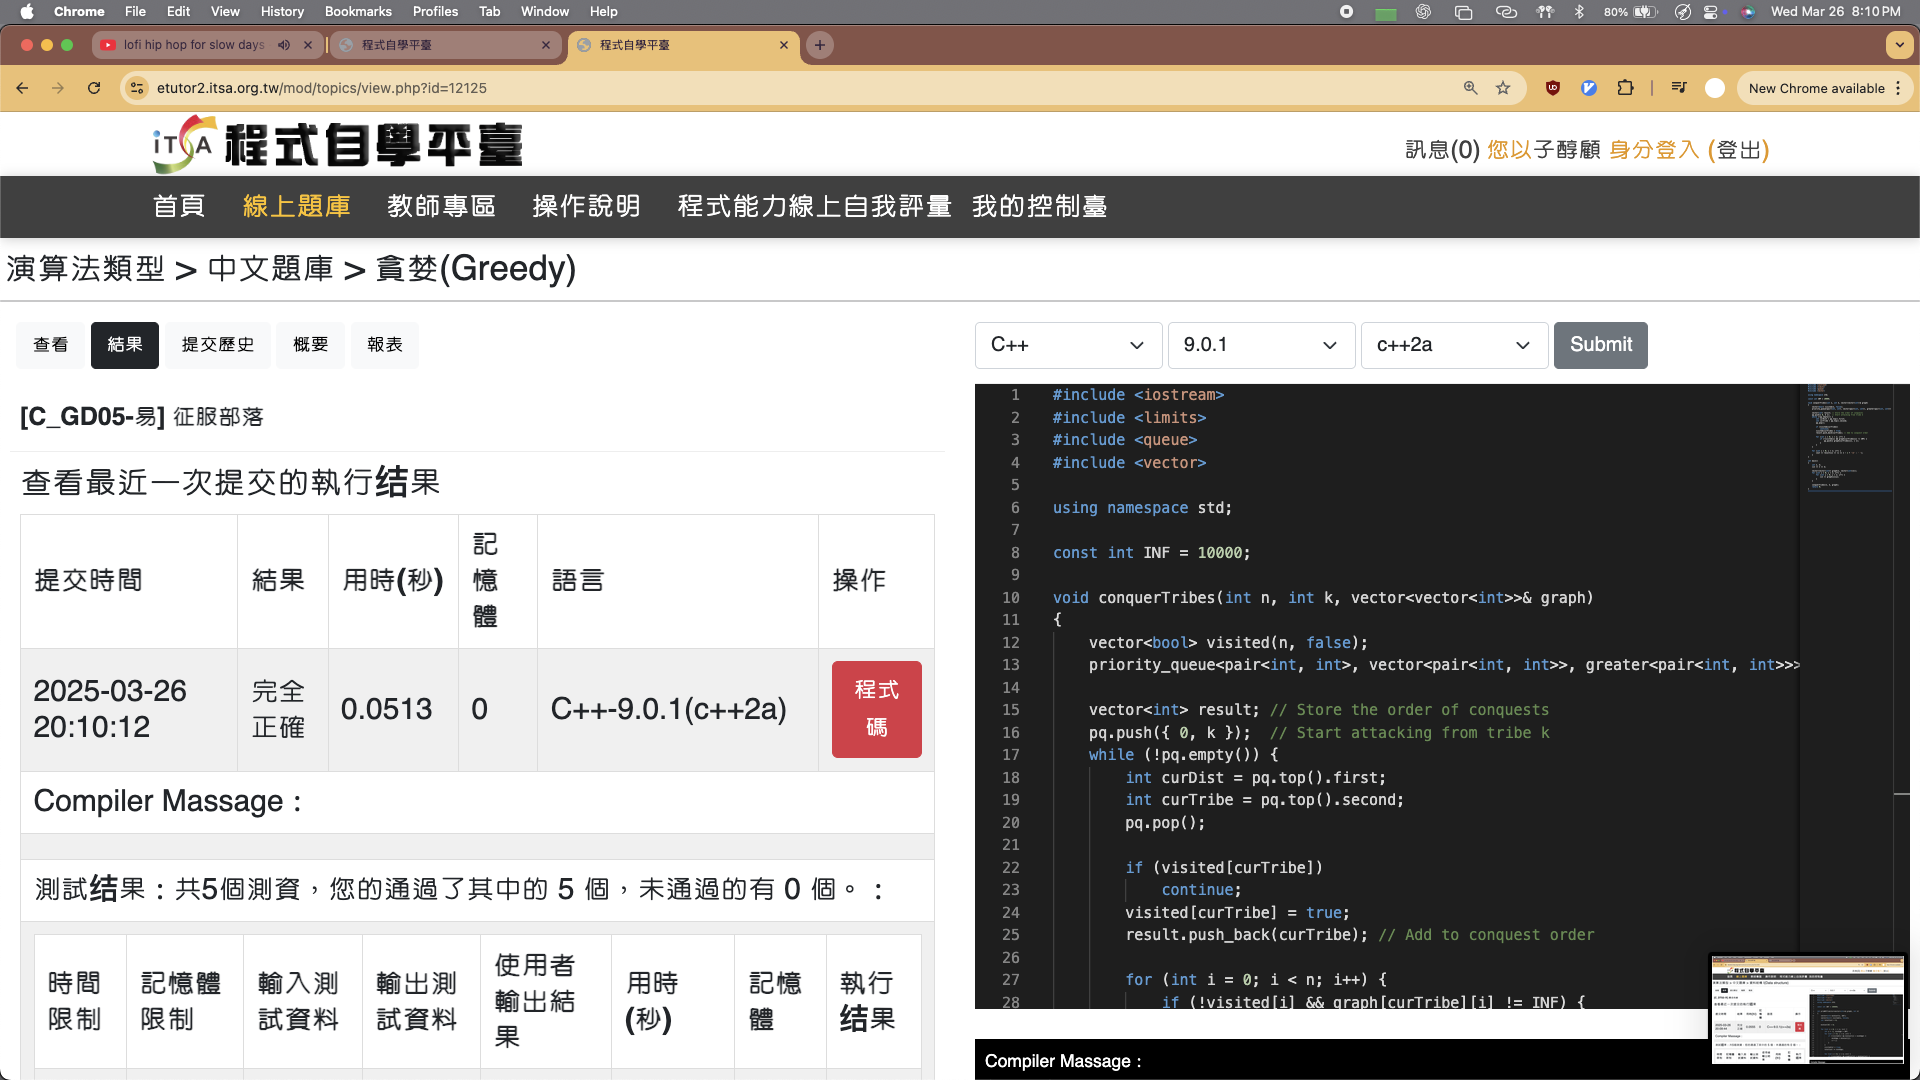 Chrome File Edit View History Bookmarks Profiles Tab Window Help 80% Wed Mar 26 8:10 PM
lofi hip hop for slow days 程式自學平臺 程式自學平臺
etutor2.itsa.org.tw/mod/topics/view.php?id=12125 New Chrome available
iTSA 程式自學平臺
訊息(0) 您以子醇顧 身分登入 (登出)
首頁 線上題庫 教師專區 操作說明 程式能力線上自我評量 我的控制臺
演算法類型 > 中文題庫 > 貪婪(Greedy)
查看 結果 提交歷史 概要 報表
C++ 9.0.1 c++2a Submit
[C_GD05-易] 征服部落
查看最近一次提交的執行结果
提交時間 結果 用時(秒) 記憶體 語言 操作
2025-03-26 20:10:12 完全正確 0.0513 0 C++-9.0.1(c++2a) 程式碼
Compiler Massage :
測試结果：共5個測資，您的通過了其中的 5 個，未通過的有 0 個。：
時間限制 記憶體限制 輸入測試資料 輸出測試資料 使用者輸出結果 用時(秒) 記憶體 執行结果
1 #include <iostream>
2 #include <limits>
3 #include <queue>
4 #include <vector>
5
6 using namespace std;
7
8 const int INF = 10000;
9
10 void conquerTribes(int n, int k, vector<vector<int>>& graph)
11 {
12 vector<bool> visited(n, false);
13 priority_queue<pair<int, int>, vector<pair<int, int>>, greater<pair<int, int>>>
14
15 vector<int> result; // Store the order of conquests
16 pq.push({ 0, k }); // Start attacking from tribe k
17 while (!pq.empty()) {
18 int curDist = pq.top().first;
19 int curTribe = pq.top().second;
20 pq.pop();
21
22 if (visited[curTribe])
23 continue;
24 visited[curTribe] = true;
25 result.push_back(curTribe); // Add to conquest order
26
27 for (int i = 0; i < n; i++) {
28 if (!visited[i] && graph[curTribe][i] != INF) {
Compiler Massage :